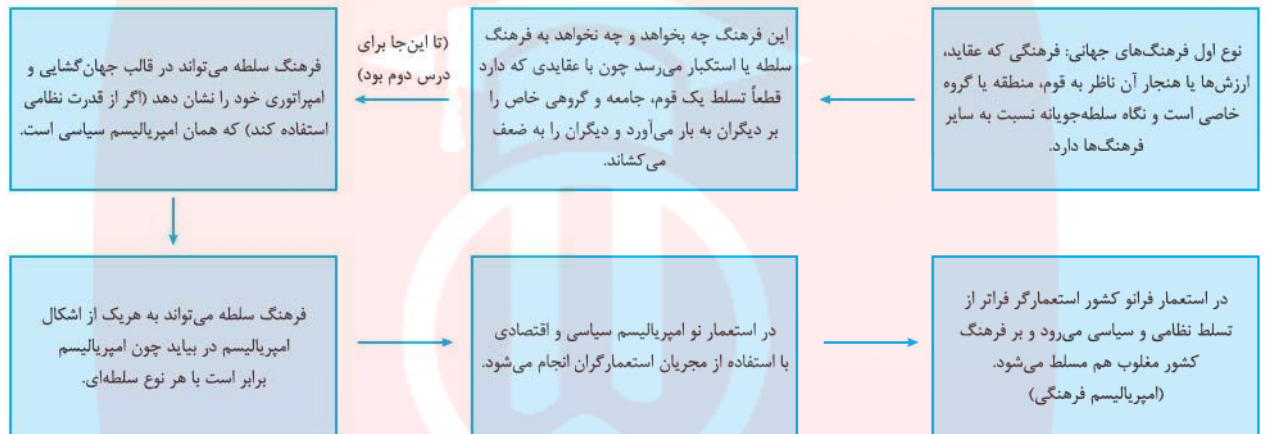 نوع اول فرهنگ‌های جهانی: فرهنگی که عقاید،
ارزش‌ها یا هنجار آن ناظر به قوم، منطقه یا گروه
خاصی است و نگاه سلطه‌جویانه نسبت به سایر
فرهنگ‌ها دارد.
این فرهنگ چه بخواهد و چه نخواهد به فرهنگ
سلطه یا استکبار می‌رسد چون با عقایدی که دارد
قطعاً تسلط یک قوم، جامعه و گروهی خاص را
بر دیگران به بار می‌آورد و دیگران را به ضعف
می‌کشاند.
(تا این‌جا برای
درس دوم بود)
فرهنگ سلطه می‌تواند در قالب جهان‌گشایی و
امپراتوری خود را نشان دهد (اگر از قدرت نظامی
استفاده کند) که همان امپریالیسم سیاسی است.
فرهنگ سلطه می‌تواند به هریک از اشکال
امپریالیسم در بیاید چون امپریالیسم
برابر است با هر نوع سلطه‌ای.
در استعمار نو امپریالیسم سیاسی و اقتصادی
با استفاده از مجریان استعمارگران انجام می‌شود.
در استعمار فرانو کشور استعمارگر فراتر از
تسلط نظامی و سیاسی می‌رود و بر فرهنگ
کشور مغلوب هم مسلط می‌شود.
(امپریالیسم فرهنگی)